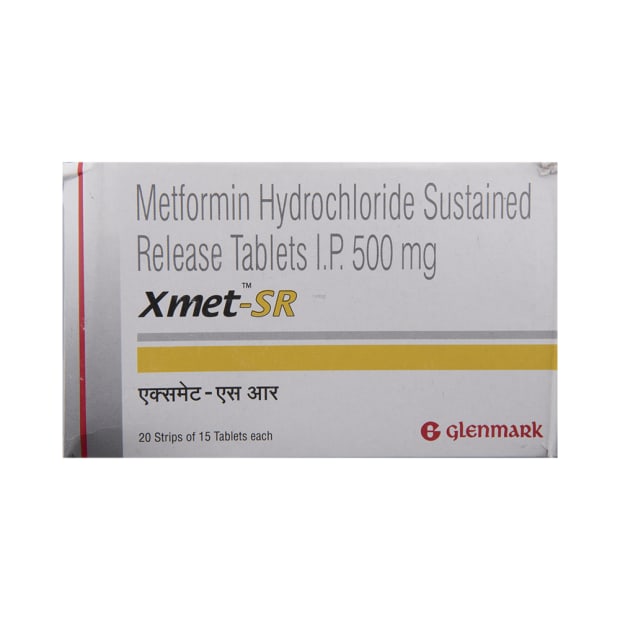 Metformin Hydrochloride Sustained
Release Tablets I.P. 500 mg
Xmet™-SR
एक्समेट - एस आर
20 Strips of 15 Tablets each
G GLENMARK